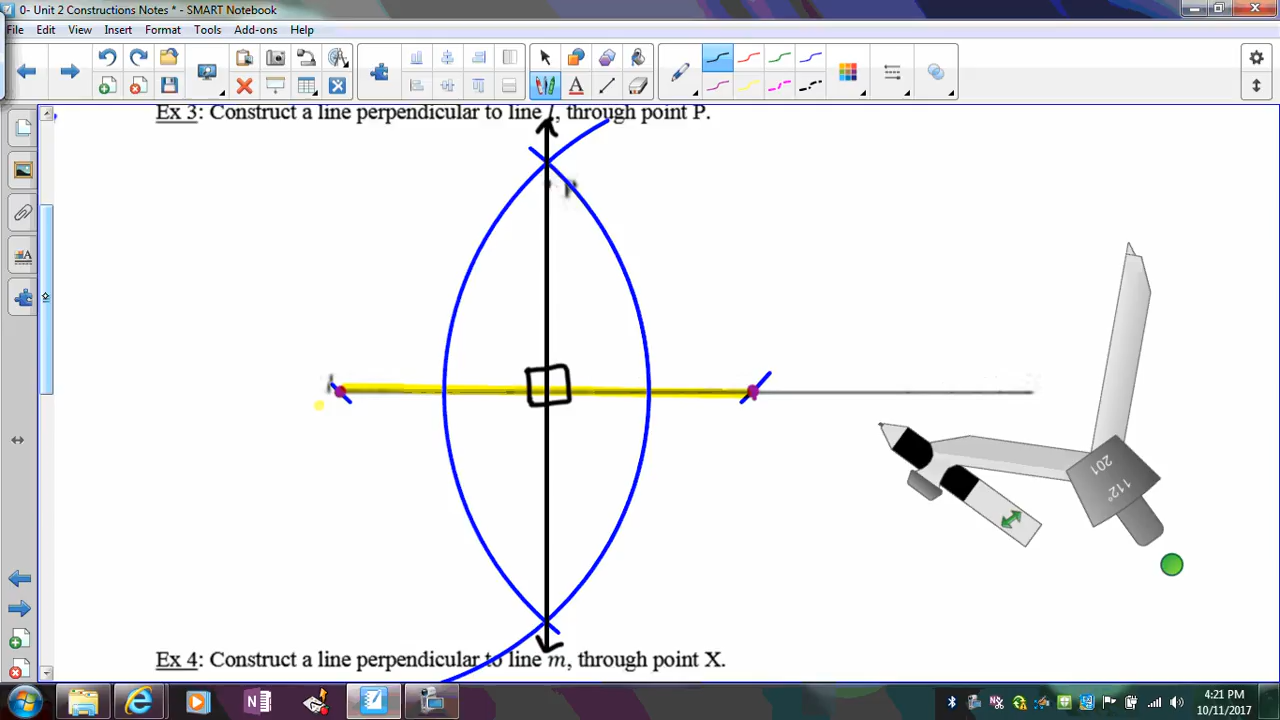 0- Unit 2 Constructions Notes * - SMART Notebook
File Edit View Insert Format Tools Add-ons Help
Ex 3: Construct a line perpendicular to line l, through point P.
P
l
201
112°
Ex 4: Construct a line perpendicular to line m, through point X.
4:21 PM
10/11/2017